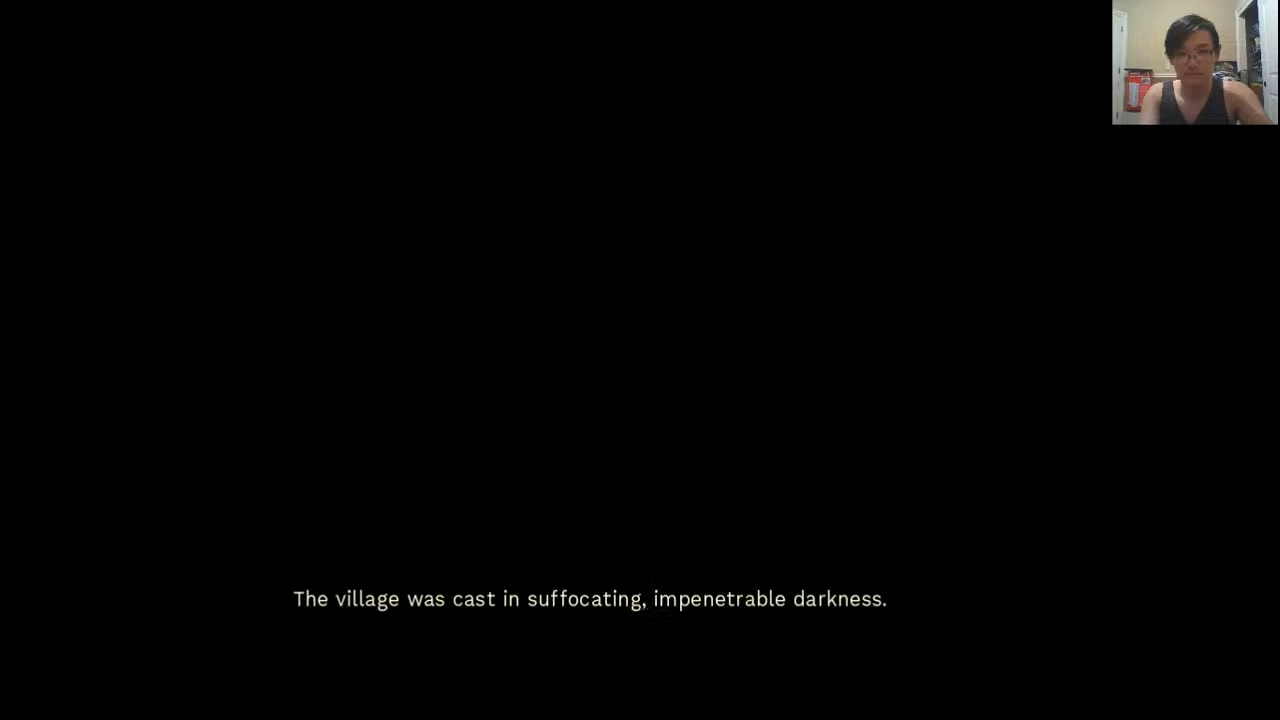 The village was cast in suffocating, impenetrable darkness.